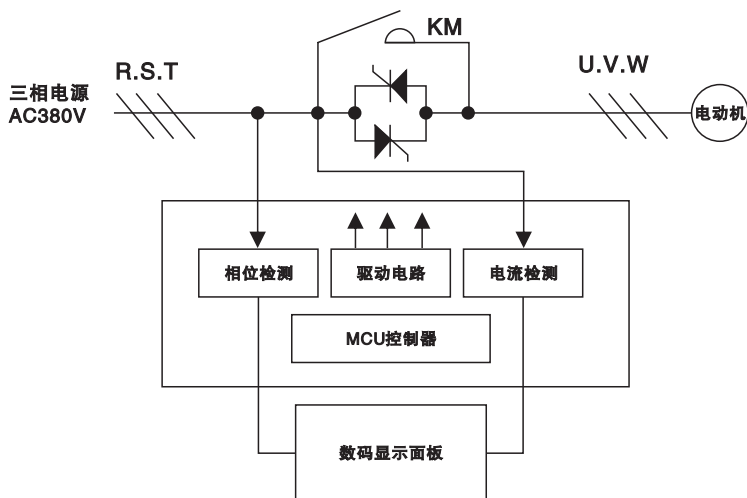 KM
R.S.T
U.V.W
三相电源
AC380V
电动机
相位检测
驱动电路
电流检测
MCU控制器
数码显示面板